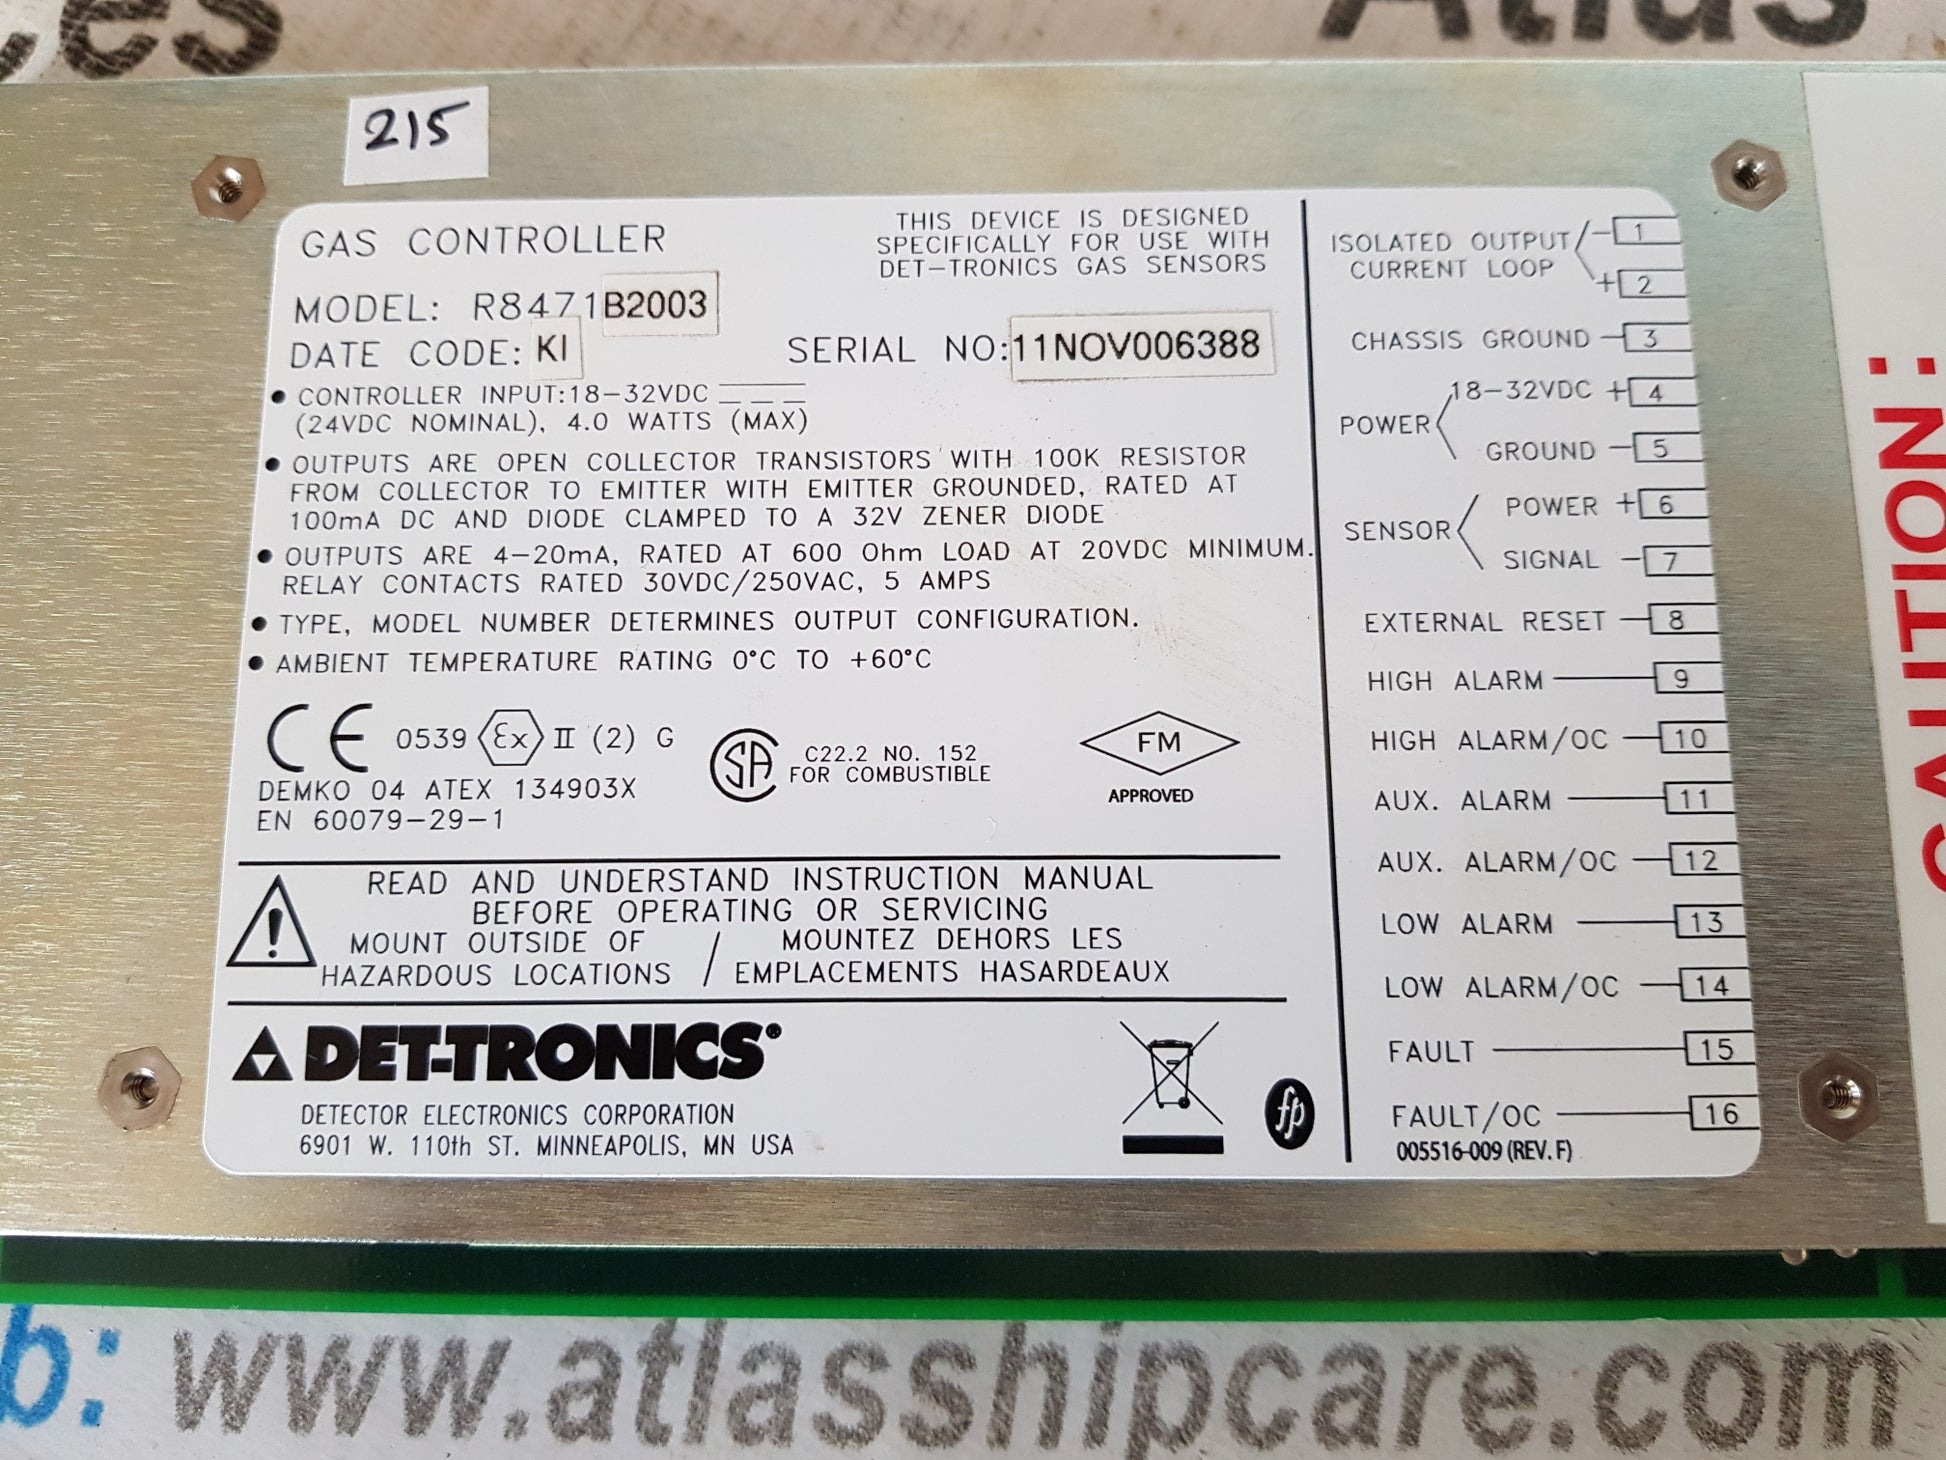 Atlas
215
GAS CONTROLLER
THIS DEVICE IS DESIGNED
SPECIFICALLY FOR USE WITH
DET-TRONICS GAS SENSORS
MODEL: R8471B2003
DATE CODE: KI
SERIAL NO: 11NOV006388
• CONTROLLER INPUT:18-32VDC
(24VDC NOMINAL), 4.0 WATTS (MAX)
• OUTPUTS ARE OPEN COLLECTOR TRANSISTORS WITH 100K RESISTOR
FROM COLLECTOR TO EMITTER WITH EMITTER GROUNDED, RATED AT
100mA DC AND DIODE CLAMPED TO A 32V ZENER DIODE
• OUTPUTS ARE 4-20mA, RATED AT 600 Ohm LOAD AT 20VDC MINIMUM.
RELAY CONTACTS RATED 30VDC/250VAC, 5 AMPS
• TYPE, MODEL NUMBER DETERMINES OUTPUT CONFIGURATION.
• AMBIENT TEMPERATURE RATING 0°C TO +60°C
CE 0539 Ex II (2) G
DEMKO 04 ATEX 134903X
EN 60079-29-1
SA
C22.2 NO. 152
FOR COMBUSTIBLE
FM
APPROVED
READ AND UNDERSTAND INSTRUCTION MANUAL
BEFORE OPERATING OR SERVICING
MOUNT OUTSIDE OF
HAZARDOUS LOCATIONS
/
MOUNTEZ DEHORS LES
EMPLACEMENTS HASARDEAUX
DET-TRONICS®
DETECTOR ELECTRONICS CORPORATION
6901 W. 110th ST. MINNEAPOLIS, MN USA
fp
ISOLATED OUTPUT - 1
CURRENT LOOP + 2
CHASSIS GROUND 3
POWER
18-32VDC + 4
GROUND - 5
SENSOR
POWER + 6
SIGNAL - 7
EXTERNAL RESET 8
HIGH ALARM 9
HIGH ALARM/OC 10
AUX. ALARM 11
AUX. ALARM/OC 12
LOW ALARM 13
LOW ALARM/OC 14
FAULT 15
FAULT/OC 16
005516-009 (REV. F)
CAUTION:
b: www.atlasshipcare.com